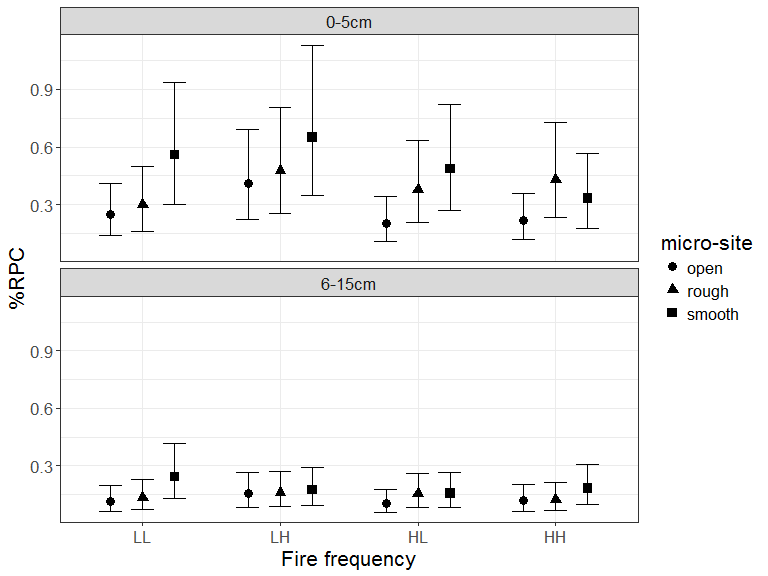 0-5cm
0.9
0.6
0.3
%RPC
6-15cm
0.9
0.6
0.3
LL LH HL HH
Fire frequency
micro-site
open
rough
smooth